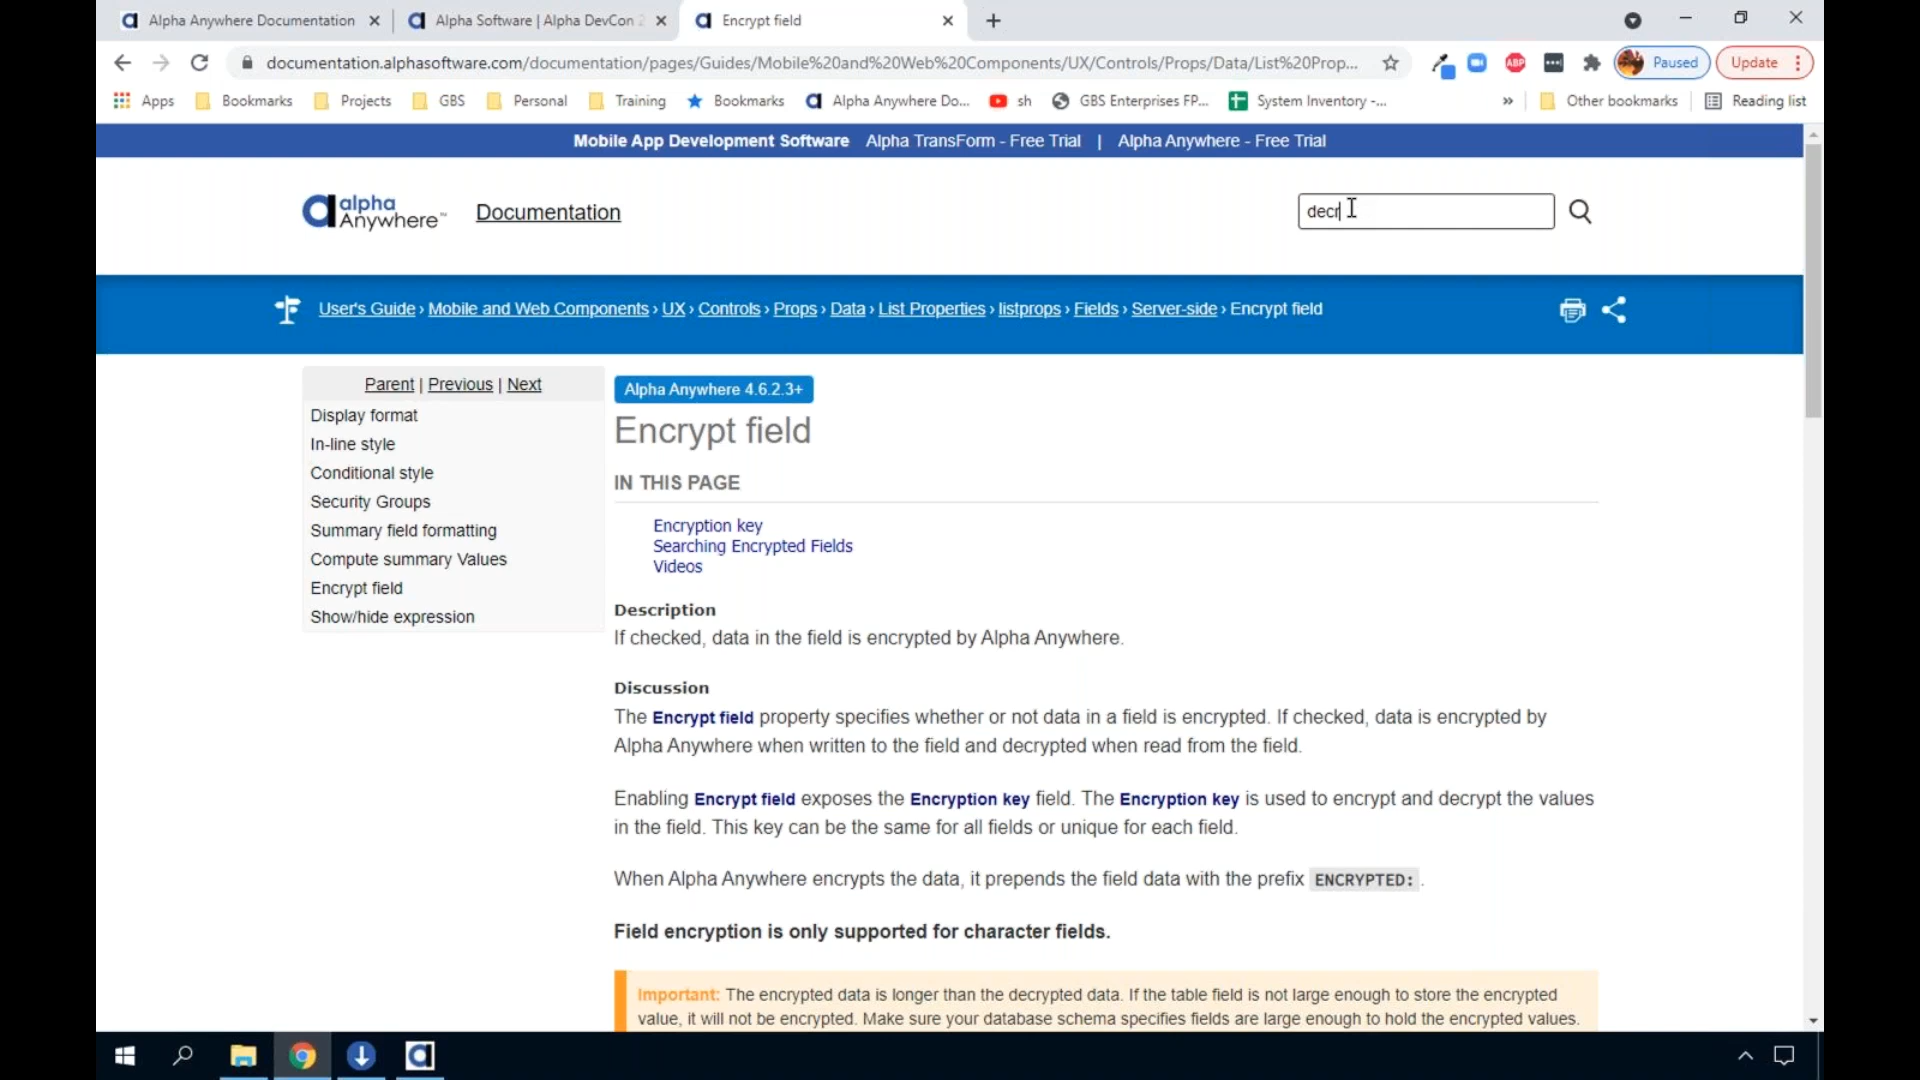 Alpha Anywhere Documentation
Alpha Software | Alpha DevCon 2
Encrypt field
documentation.alphasoftware.com/documentation/pages/Guides/Mobile%20and%20Web%20Components/UX/Controls/Props/Data/List%20Prop...
ABP
Paused
Update
Apps
Bookmarks
Projects
GBS
Personal
Training
Bookmarks
Alpha Anywhere Do...
sh
GBS Enterprises FP...
System Inventory -...
»
Other bookmarks
Reading list
Mobile App Development Software Alpha TransForm - Free Trial | Alpha Anywhere - Free Trial
alpha
Anywhere™
Documentation
decr
User's Guide › Mobile and Web Components › UX › Controls › Props › Data › List Properties › listprops › Fields › Server-side › Encrypt field
Parent | Previous | Next
Display format
In-line style
Conditional style
Security Groups
Summary field formatting
Compute summary Values
Encrypt field
Show/hide expression
Alpha Anywhere 4.6.2.3+
Encrypt field
IN THIS PAGE
Encryption key
Searching Encrypted Fields
Videos
Description
If checked, data in the field is encrypted by Alpha Anywhere.
Discussion
The Encrypt field property specifies whether or not data in a field is encrypted. If checked, data is encrypted by
Alpha Anywhere when written to the field and decrypted when read from the field.
Enabling Encrypt field exposes the Encryption key field. The Encryption key is used to encrypt and decrypt the values
in the field. This key can be the same for all fields or unique for each field.
When Alpha Anywhere encrypts the data, it prepends the field data with the prefix ENCRYPTED: .
Field encryption is only supported for character fields.
Important: The encrypted data is longer than the decrypted data. If the table field is not large enough to store the encrypted
value, it will not be encrypted. Make sure your database schema specifies fields are large enough to hold the encrypted values.